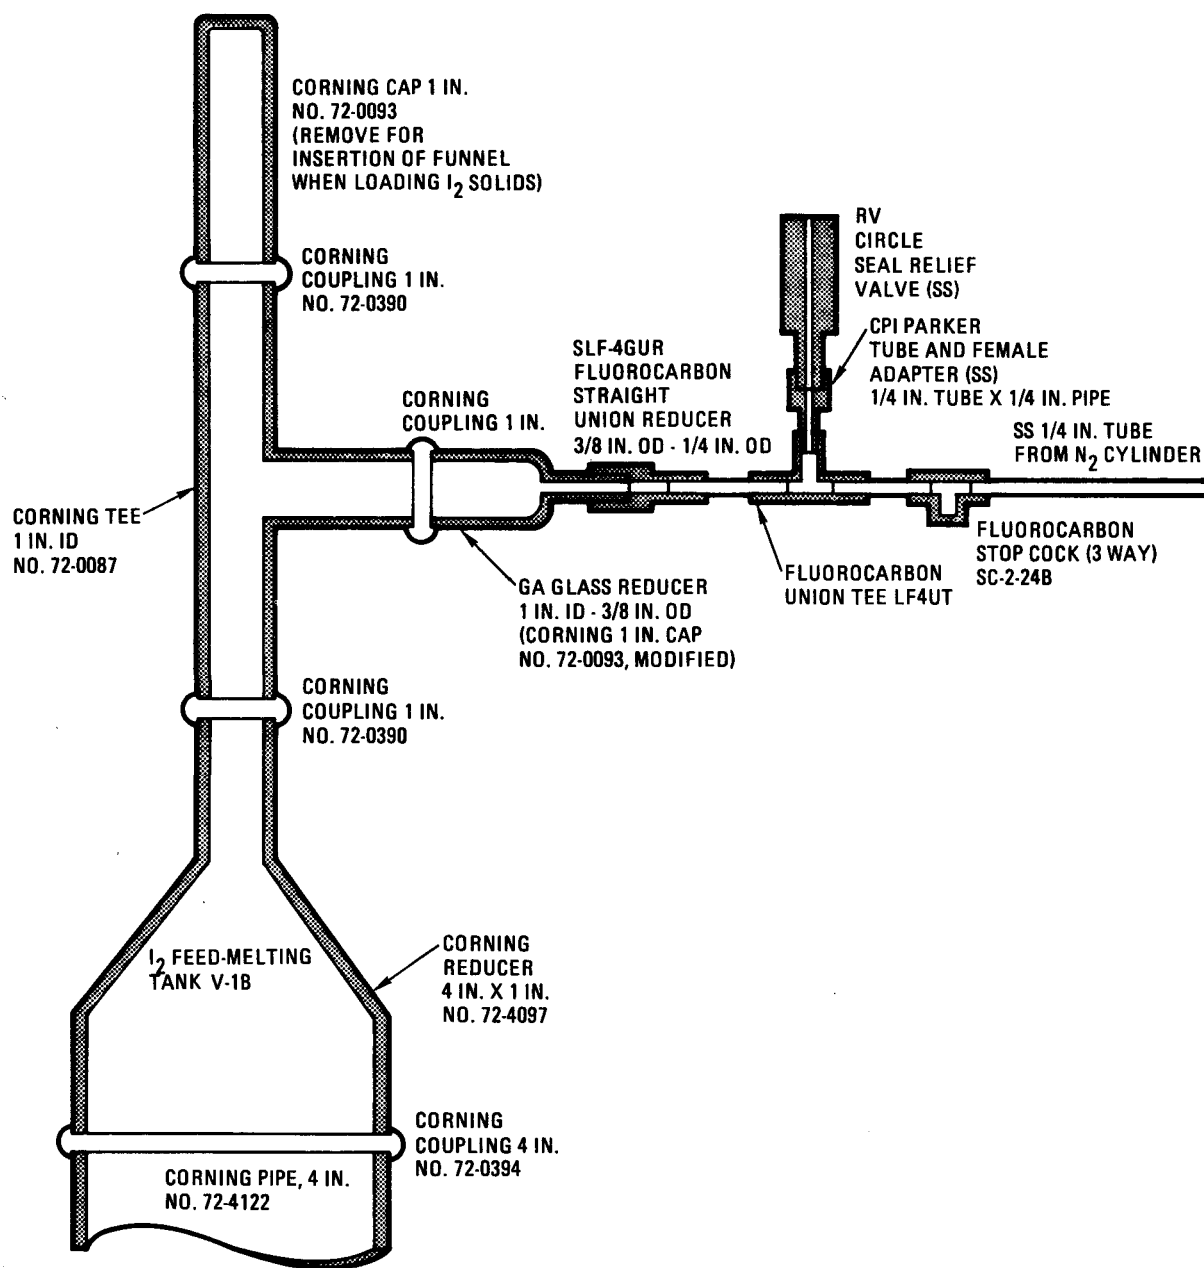 CORNING CAP 1 IN.
NO. 72-0093
(REMOVE FOR
INSERTION OF FUNNEL
WHEN LOADING I2 SOLIDS)
CORNING
COUPLING 1 IN.
NO. 72-0390
RV
CIRCLE
SEAL RELIEF
VALVE (SS)
CPI PARKER
TUBE AND FEMALE
ADAPTER (SS)
1/4 IN. TUBE X 1/4 IN. PIPE
SLF-4GUR
FLUOROCARBON
STRAIGHT
UNION REDUCER
3/8 IN. OD - 1/4 IN. OD
CORNING
COUPLING 1 IN.
SS 1/4 IN. TUBE
FROM N2 CYLINDER
CORNING TEE
1 IN. ID
NO. 72-0087
GA GLASS REDUCER
1 IN. ID - 3/8 IN. OD
(CORNING 1 IN. CAP
NO. 72-0093, MODIFIED)
FLUOROCARBON
UNION TEE LF4UT
FLUOROCARBON
STOP COCK (3 WAY)
SC-2-24B
CORNING
COUPLING 1 IN.
NO. 72-0390
I2 FEED-MELTING
TANK V-1B
CORNING
REDUCER
4 IN. X 1 IN.
NO. 72-4097
CORNING
COUPLING 4 IN.
NO. 72-0394
CORNING PIPE, 4 IN.
NO. 72-4122